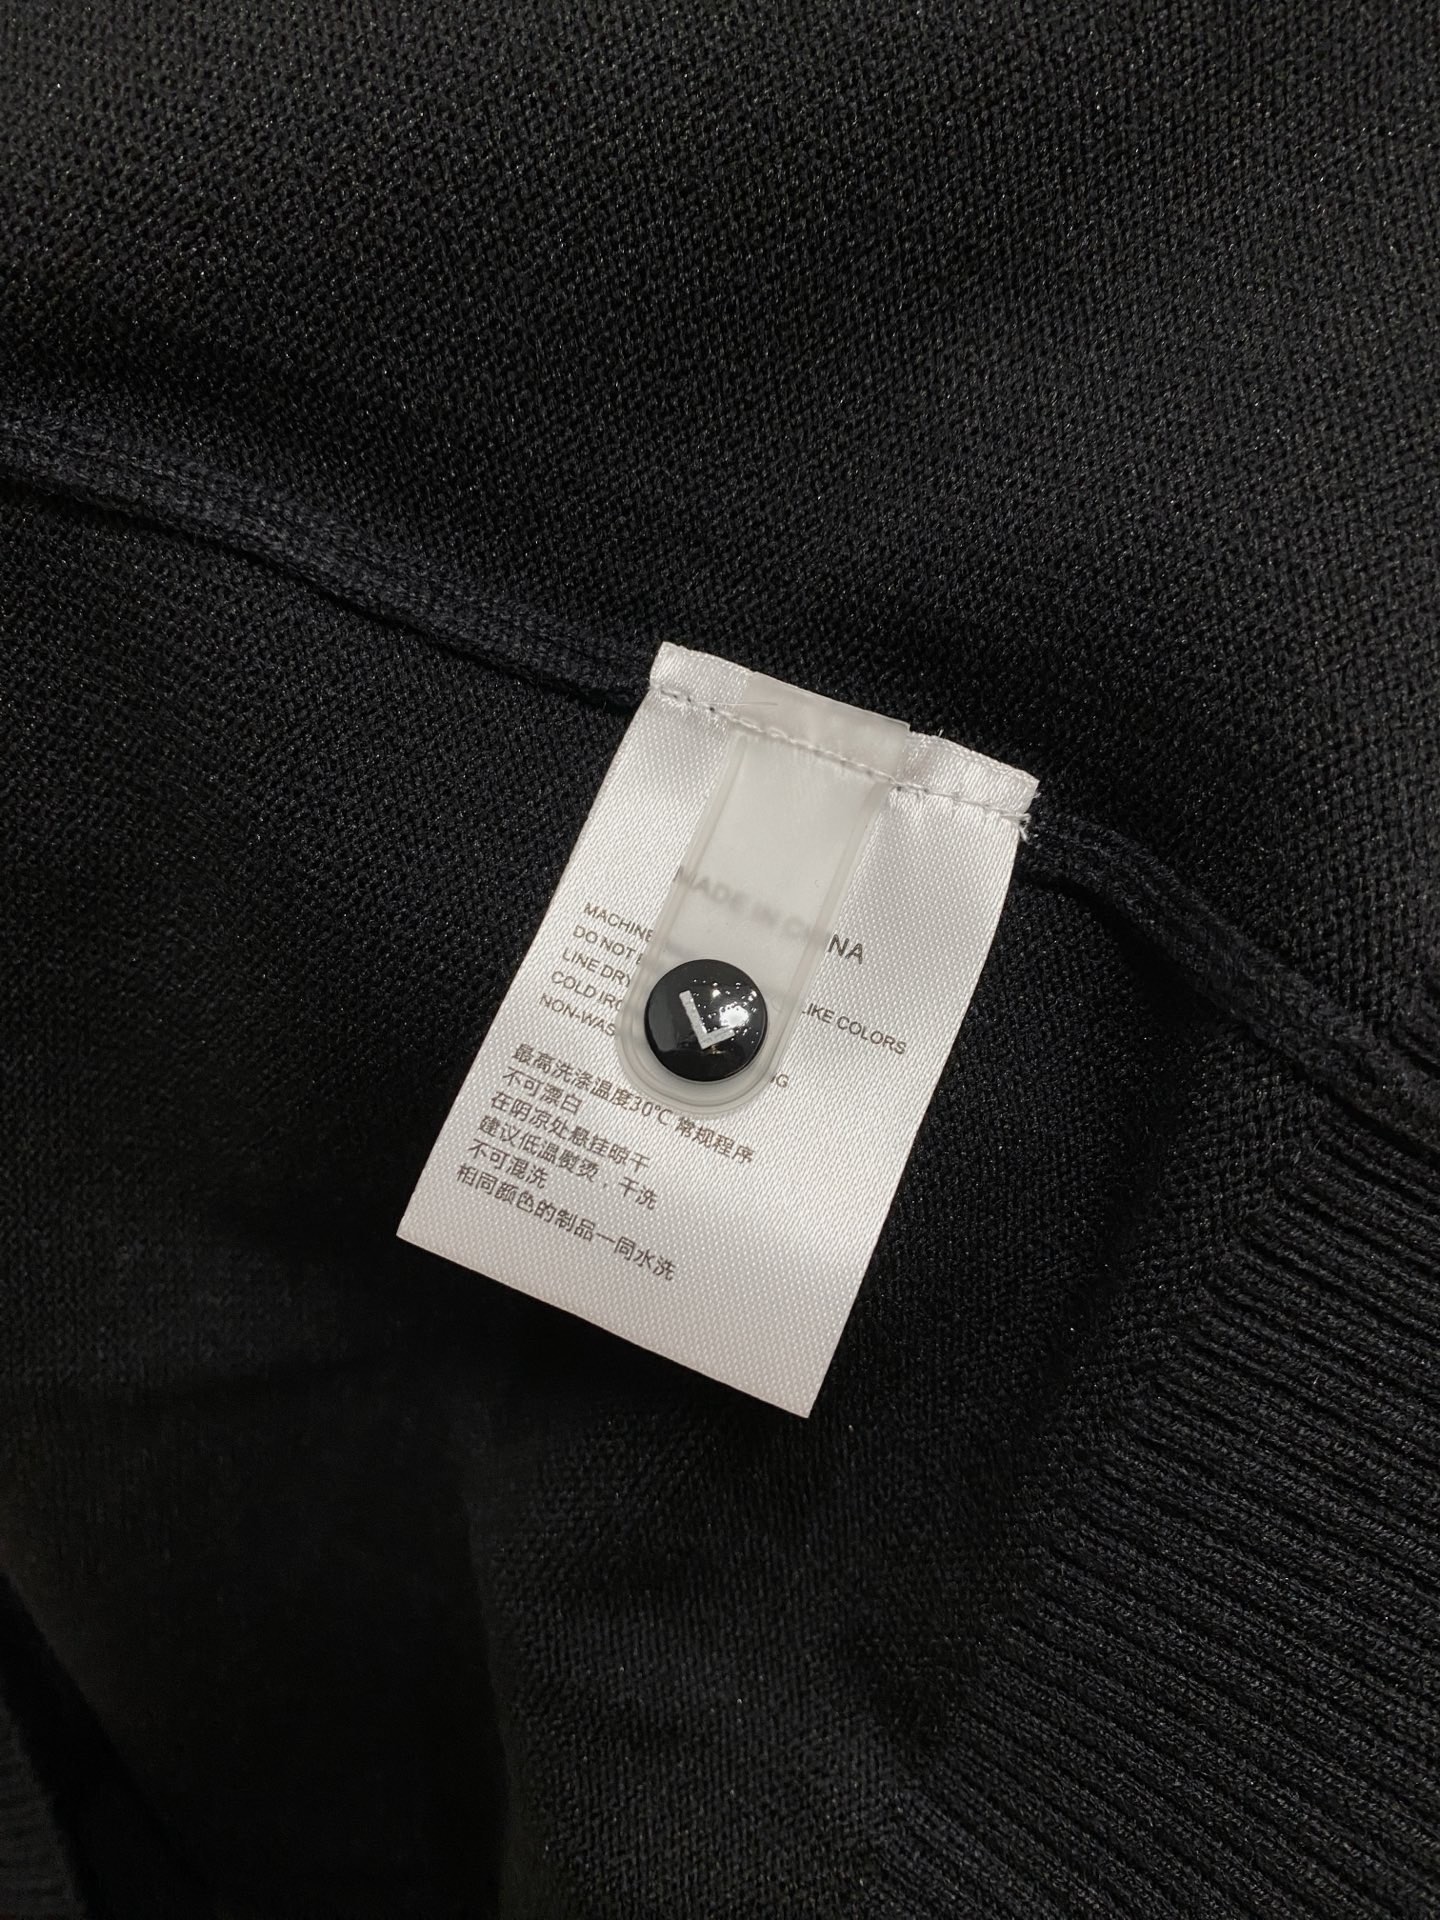 MADE IN CHINA
MACHINE
DO NOT
LINE DRY LIKE COLORS
COLD
最高洗涤温度30℃ 常规程序
不可漂白
在阴凉处悬挂晾干
建议低温熨烫，干洗
不可混洗
相同颜色的制品一同水洗
L